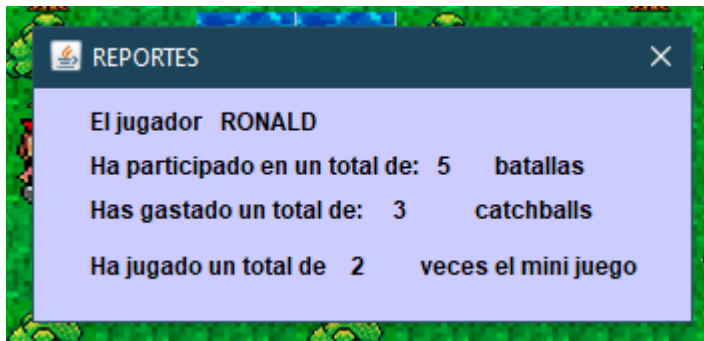 REPORTES
El jugador RONALD
Ha participado en un total de: 5 batallas
Has gastado un total de: 3 catchballs
Ha jugado un total de 2 veces el mini juego